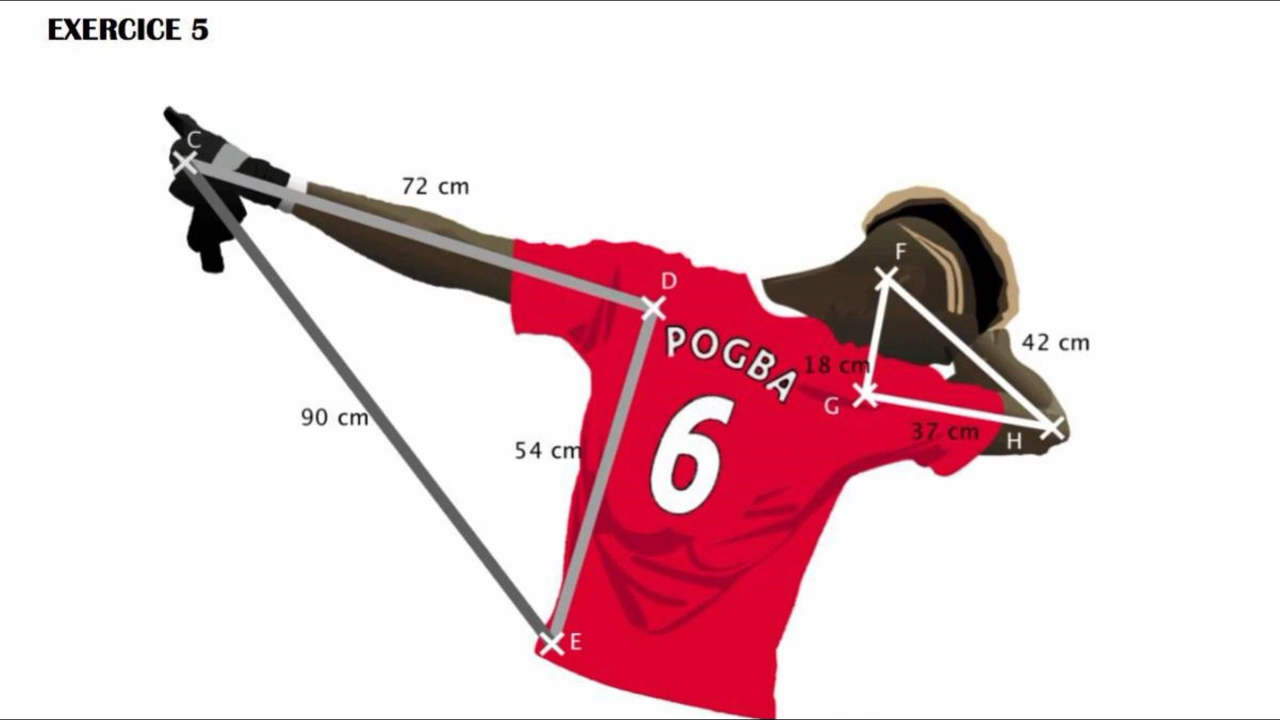 EXERCICE 5
C
72 cm
F
D
42 cm
POGBA
18 cm
G
6
90 cm
37 cm
H
54 cm
E